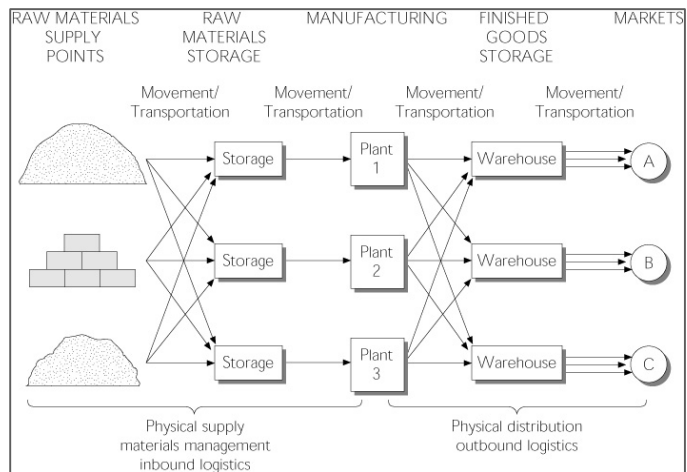 RAW MATERIALS
SUPPLY
POINTS
RAW
MATERIALS
STORAGE
MANUFACTURING
FINISHED
GOODS
STORAGE
MARKETS
Movement/
Transportation
Movement/
Transportation
Movement/
Transportation
Movement/
Transportation
Storage
Plant
1
Warehouse
A
Storage
Plant
2
Warehouse
B
Storage
Plant
3
Warehouse
C
Physical supply
materials management
inbound logistics
Physical distribution
outbound logistics